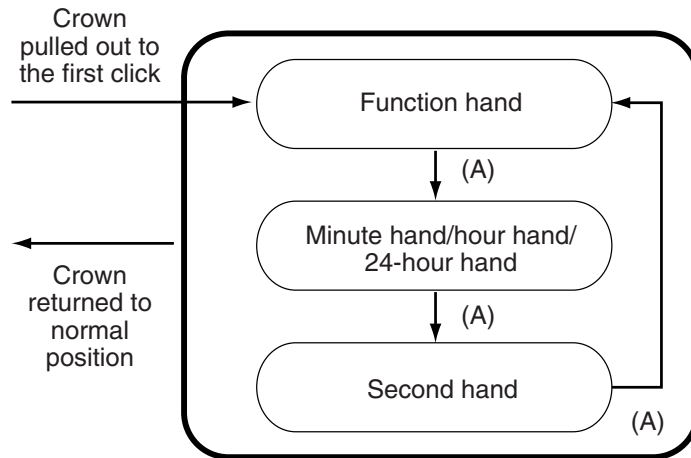 Crown
pulled out to
the first click
Function hand
(A)
Minute hand/hour hand/
24-hour hand
Crown
returned to
normal
position
(A)
Second hand
(A)